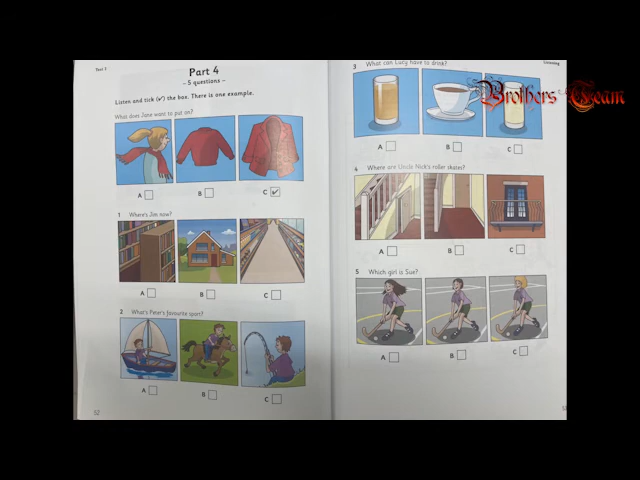 Test 3
Part 4
– 5 questions –
Listen and tick (✔) the box. There is one example.
What does Jane want to put on?
A
B
C ✔
1 Where's Jim now?
A
B
C
2 What's Peter's favourite sport?
A
B
C
52
Listening
3 What can Lucy have to drink?
Brothers Team
A
B
C
4 Where are Uncle Nick's roller skates?
A
B
C
5 Which girl is Sue?
A
B
C